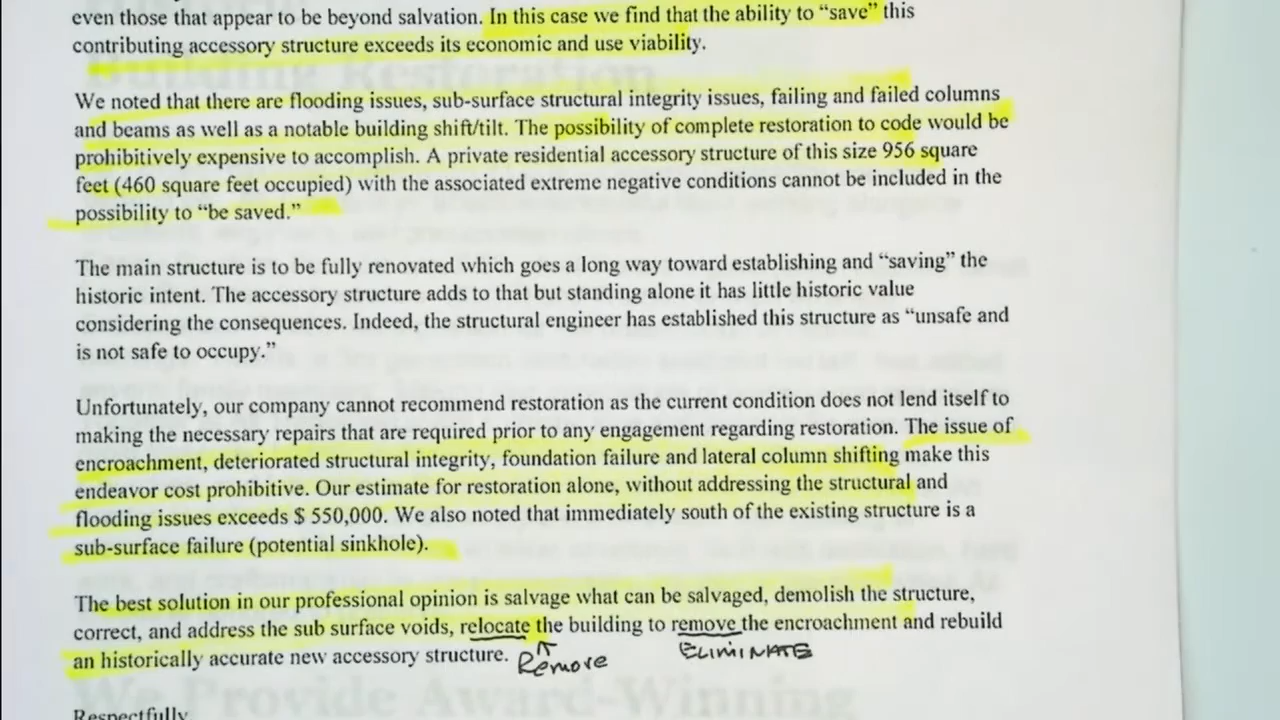 even those that appear to be beyond salvation. In this case we find that the ability to “save” this
contributing accessory structure exceeds its economic and use viability.
Building Restoration
We noted that there are flooding issues, sub-surface structural integrity issues, failing and failed columns
and beams as well as a notable building shift/tilt. The possibility of complete restoration to code would be
prohibitively expensive to accomplish. A private residential accessory structure of this size 956 square
feet (460 square feet occupied) with the associated extreme negative conditions cannot be included in the
possibility to “be saved.”
The main structure is to be fully renovated which goes a long way toward establishing and “saving” the
historic intent. The accessory structure adds to that but standing alone it has little historic value
considering the consequences. Indeed, the structural engineer has established this structure as “unsafe and
is not safe to occupy.”
Unfortunately, our company cannot recommend restoration as the current condition does not lend itself to
making the necessary repairs that are required prior to any engagement regarding restoration. The issue of
encroachment, deteriorated structural integrity, foundation failure and lateral column shifting make this
endeavor cost prohibitive. Our estimate for restoration alone, without addressing the structural and
flooding issues exceeds $ 550,000. We also noted that immediately south of the existing structure is a
sub-surface failure (potential sinkhole).
The best solution in our professional opinion is salvage what can be salvaged, demolish the structure,
correct, and address the sub surface voids, relocate the building to remove the encroachment and rebuild
an historically accurate new accessory structure.
Remove ELIMINATE
We Provide Award-Winning
Respectfully